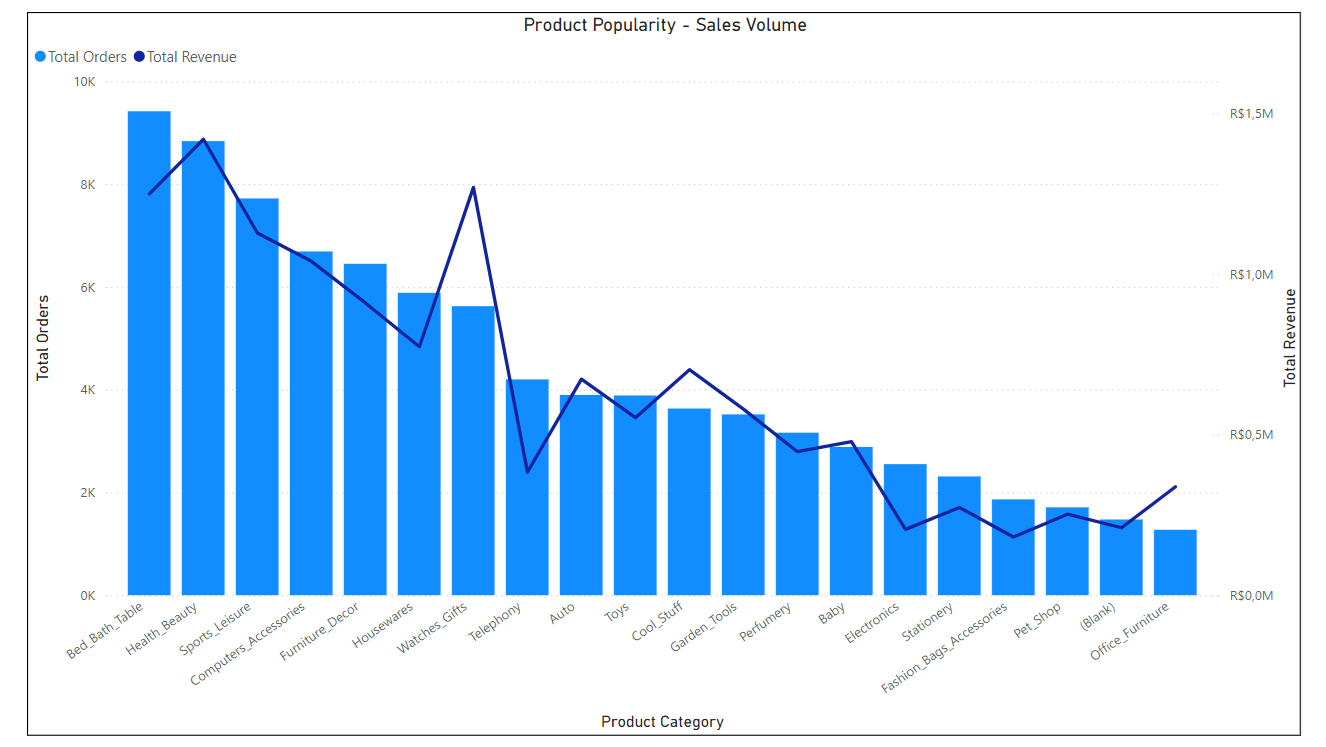 Product Popularity - Sales Volume
Total Orders Total Revenue
10K
8K
6K
4K
2K
0K
Total Orders
R$1,5M
R$1,0M
R$0,5M
R$0,0M
Total Revenue
Bed_Bath_Table
Health_Beauty
Sports_Leisure
Computers_Accessories
Furniture_Decor
Housewares
Watches_Gifts
Telephony
Auto
Toys
Cool_Stuff
Garden_Tools
Perfumery
Baby
Electronics
Stationery
Fashion_Bags_Accessories
Pet_Shop
(Blank)
Office_Furniture
Product Category